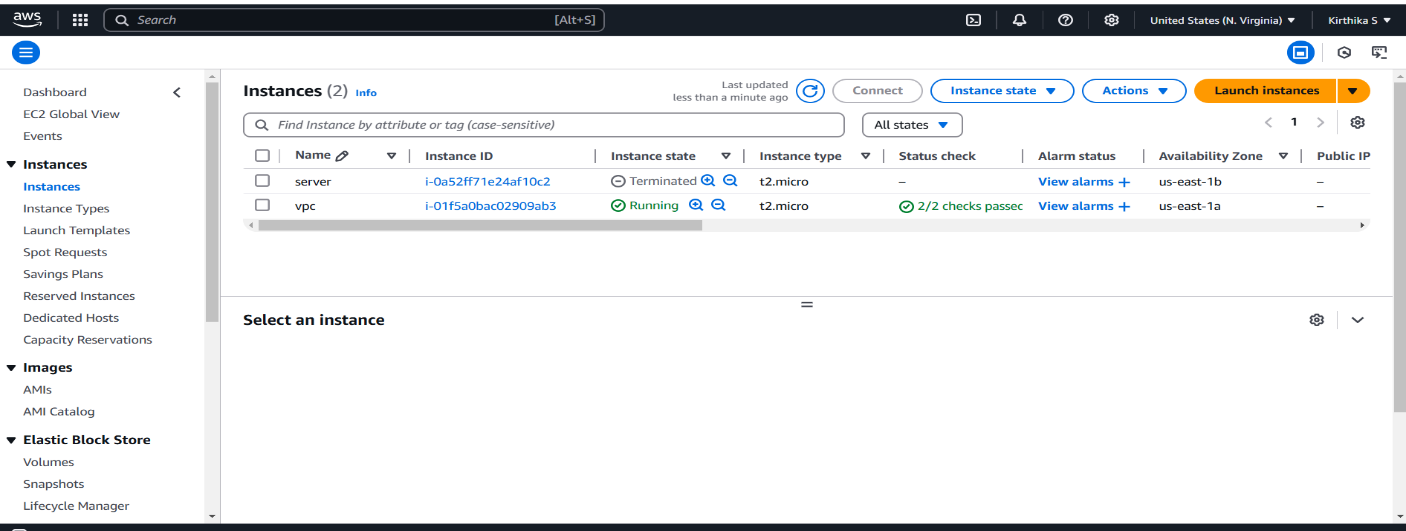 aws
Search [Alt+S]
United States (N. Virginia)
Kirthika S
Dashboard
EC2 Global View
Events
Instances
Instances
Instance Types
Launch Templates
Spot Requests
Savings Plans
Reserved Instances
Dedicated Hosts
Capacity Reservations
Images
AMIs
AMI Catalog
Elastic Block Store
Volumes
Snapshots
Lifecycle Manager
Instances (2) Info
Last updated
less than a minute ago
Connect
Instance state
Actions
Launch instances
Find Instance by attribute or tag (case-sensitive)
All states
1
Name Instance ID Instance state Instance type Status check Alarm status Availability Zone Public IP
server i-0a52ff71e24af10c2 Terminated t2.micro – View alarms + us-east-1b –
vpc i-01f5a0bac02909ab3 Running t2.micro 2/2 checks passec View alarms + us-east-1a –
Select an instance